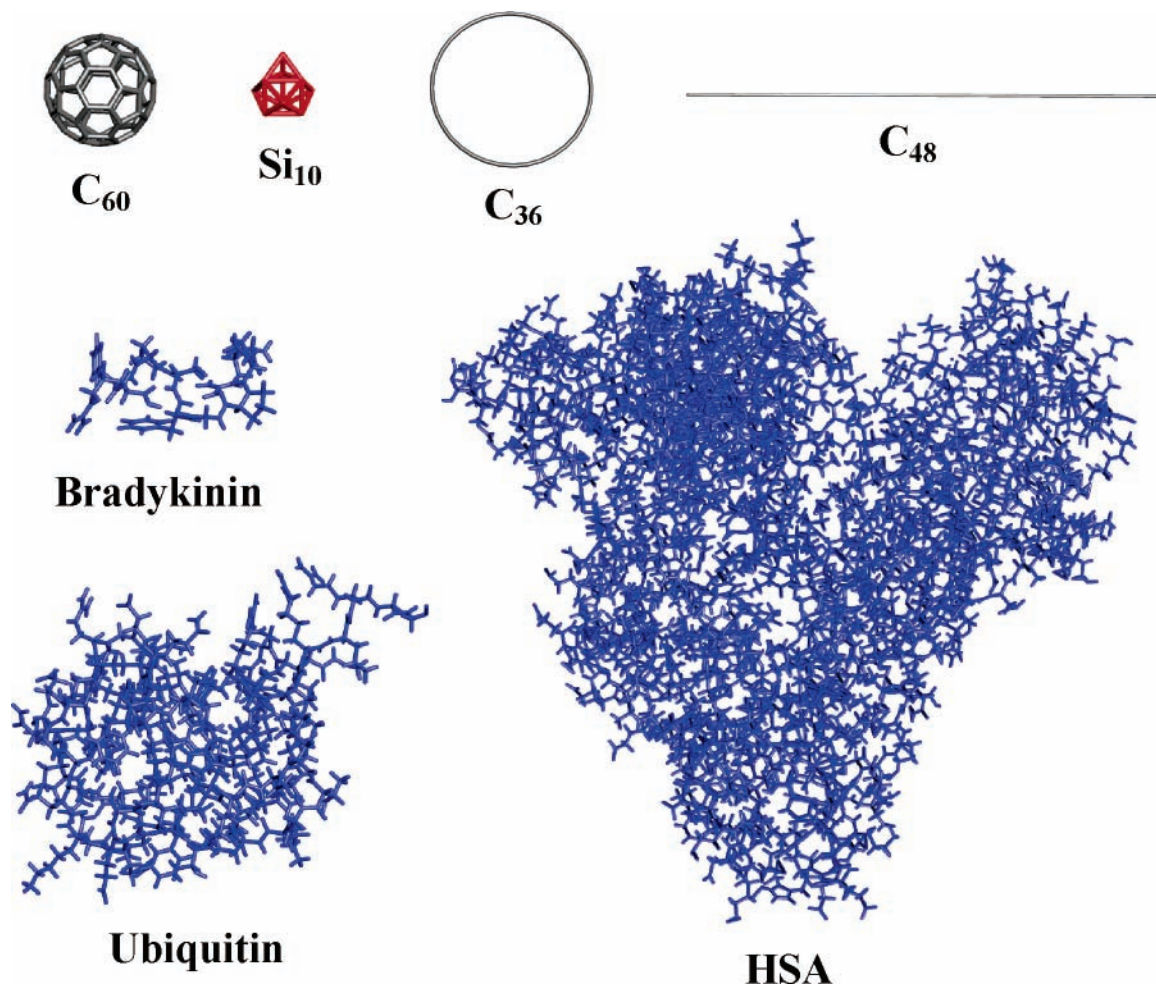 C₆₀
Si₁₀
C₃₆
C₄₈
Bradykinin
Ubiquitin
HSA